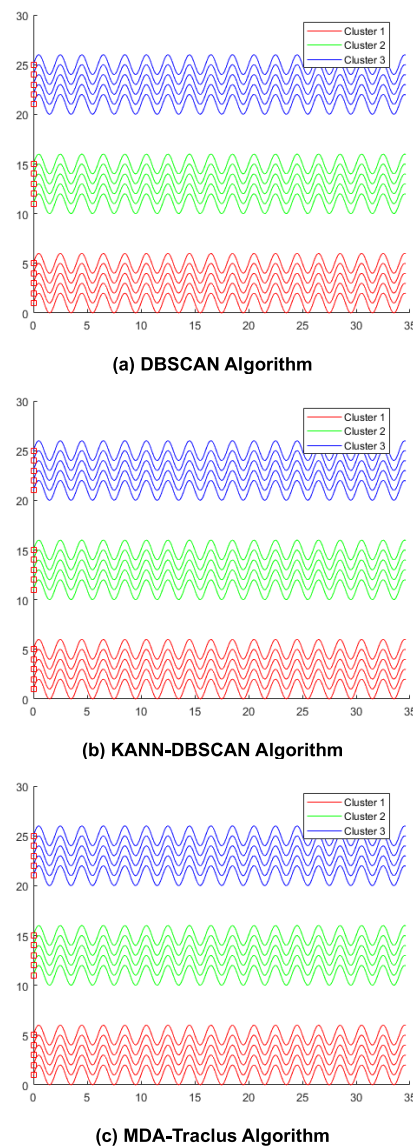 30
Cluster 1
Cluster 2
Cluster 3
25
20
15
10
5
0
0 5 10 15 20 25 30 35
(a) DBSCAN Algorithm
30
Cluster 1
Cluster 2
Cluster 3
25
20
15
10
5
0
0 5 10 15 20 25 30 35
(b) KANN-DBSCAN Algorithm
30
Cluster 1
Cluster 2
Cluster 3
25
20
15
10
5
0
0 5 10 15 20 25 30 35
(c) MDA-Traclus Algorithm